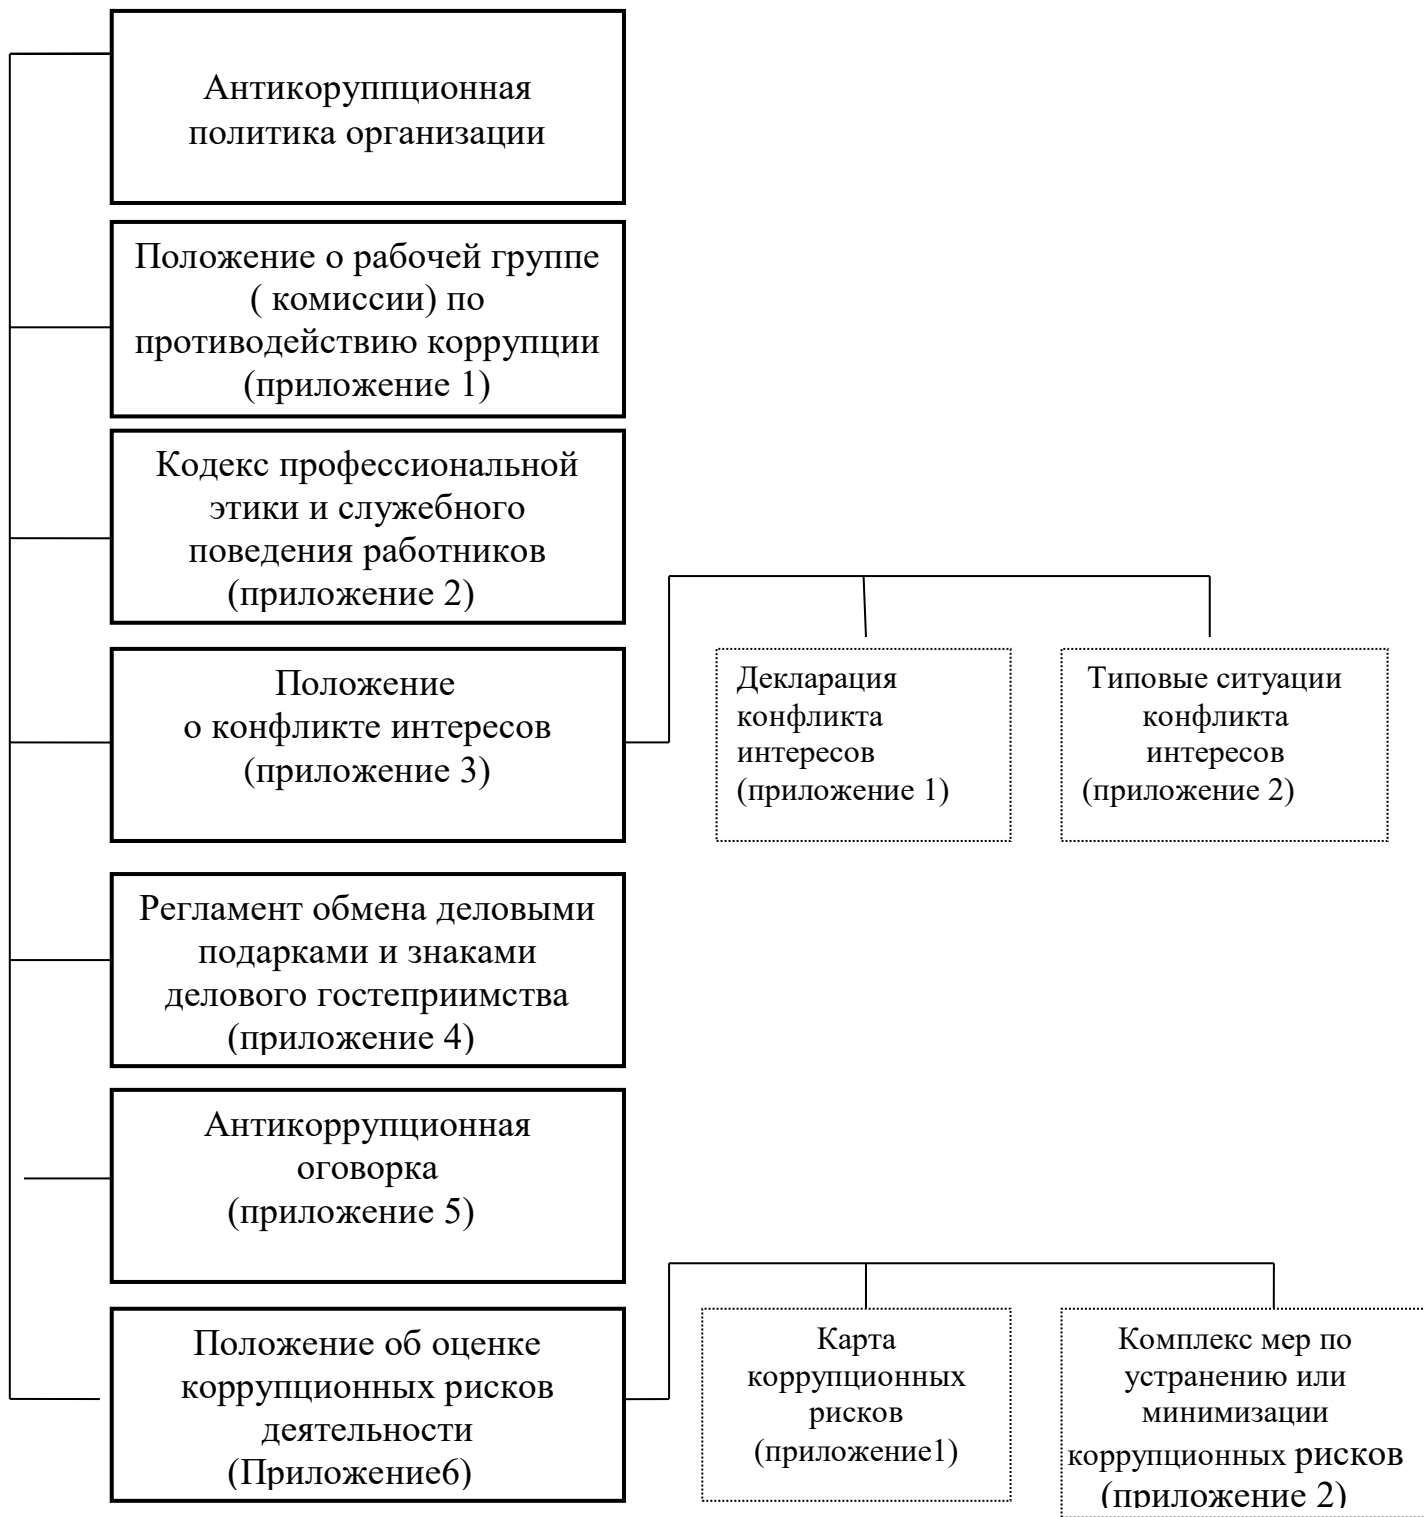 Антикоруппционная
политика организации
Положение о рабочей группе
( комиссии) по
противодействию коррупции
(приложение 1)
Кодекс профессиональной
этики и служебного
поведения работников
(приложение 2)
Положение
о конфликте интересов
(приложение 3)
Декларация
конфликта
интересов
(приложение 1)
Типовые ситуации
конфликта
интересов
(приложение 2)
Регламент обмена деловыми
подарками и знаками
делового гостеприимства
(приложение 4)
Антикоррупционная
оговорка
(приложение 5)
Положение об оценке
коррупционных рисков
деятельности
(Приложение6)
Карта
коррупционных
рисков
(приложение1)
Комплекс мер по
устранению или
минимизации
коррупционных рисков
(приложение 2)